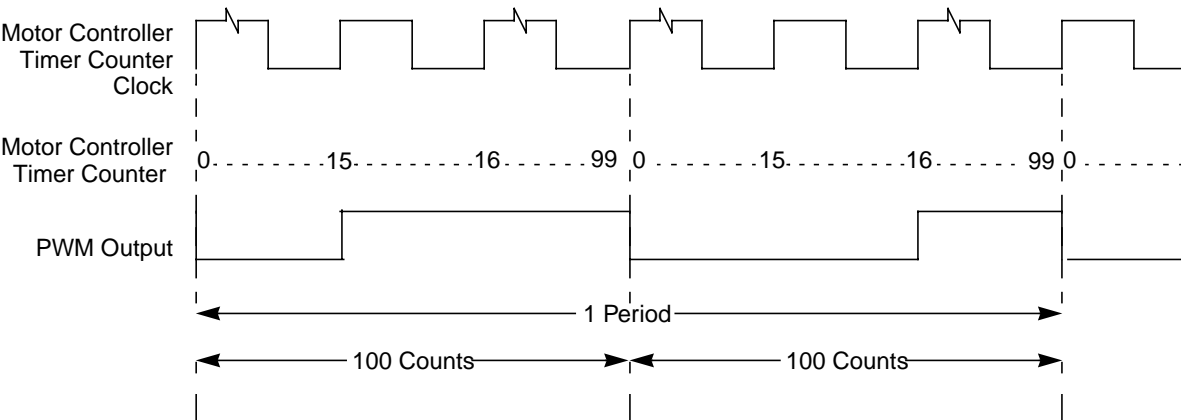 Motor Controller
Timer Counter
Clock
Motor Controller
Timer Counter
0 15 16 99 0 15 16 99 0
PWM Output
1 Period
100 Counts 100 Counts